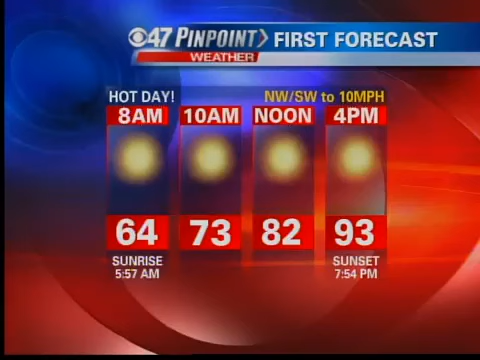 47 PINPOINT FIRST FORECAST
WEATHER
HOT DAY! NW/SW to 10MPH
8AM 10AM NOON 4PM
64 73 82 93
SUNRISE SUNSET
5:57 AM 7:54 PM